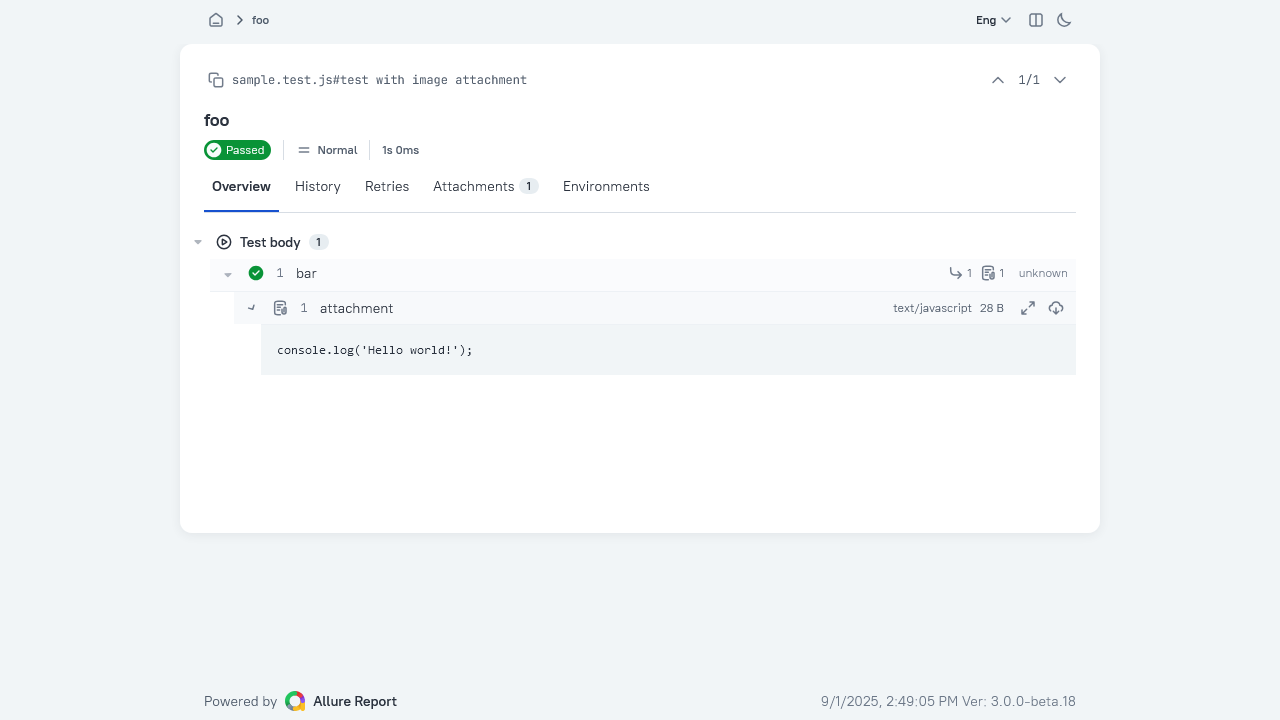 foo
Eng
sample.test.js#test with image attachment
1/1
foo
Passed
Normal
1s 0ms
Overview
History
Retries
Attachments 1
Environments
Test body 1
1 bar
1
1
unknown
1 attachment
text/javascript 28 B
console.log('Hello world!');
Powered by Allure Report
9/1/2025, 2:49:05 PM Ver: 3.0.0-beta.18